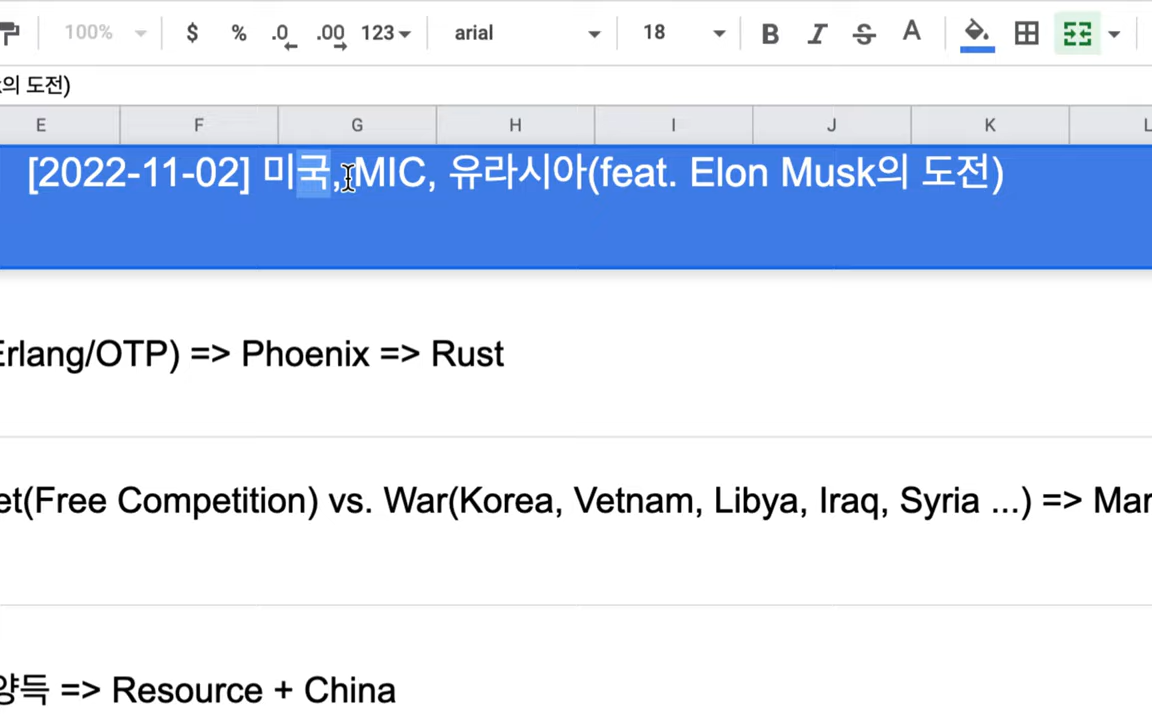 100% $ % .0 .00 123 arial 18 B I S A
의 도전)
E F G H I J K L
[2022-11-02] 미국, MIC, 유라시아(feat. Elon Musk의 도전)
Erlang/OTP) => Phoenix => Rust
et(Free Competition) vs. War(Korea, Vetnam, Libya, Iraq, Syria ...) => Mar
양득 => Resource + China